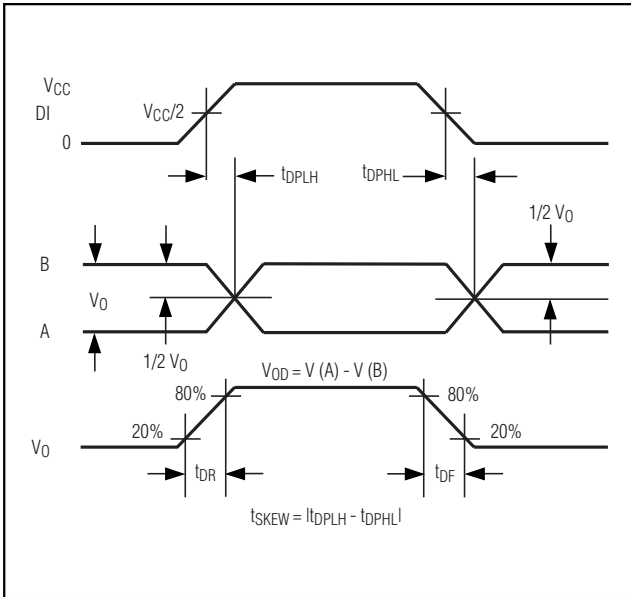 VCC
DI
VCC/2
0
tDPLH
tDPHL
1/2 VO
B
VO
A
1/2 VO
VOD = V (A) - V (B)
80%
80%
20%
20%
VO
tDR
tDF
tSKEW = |tDPLH - tDPHL|